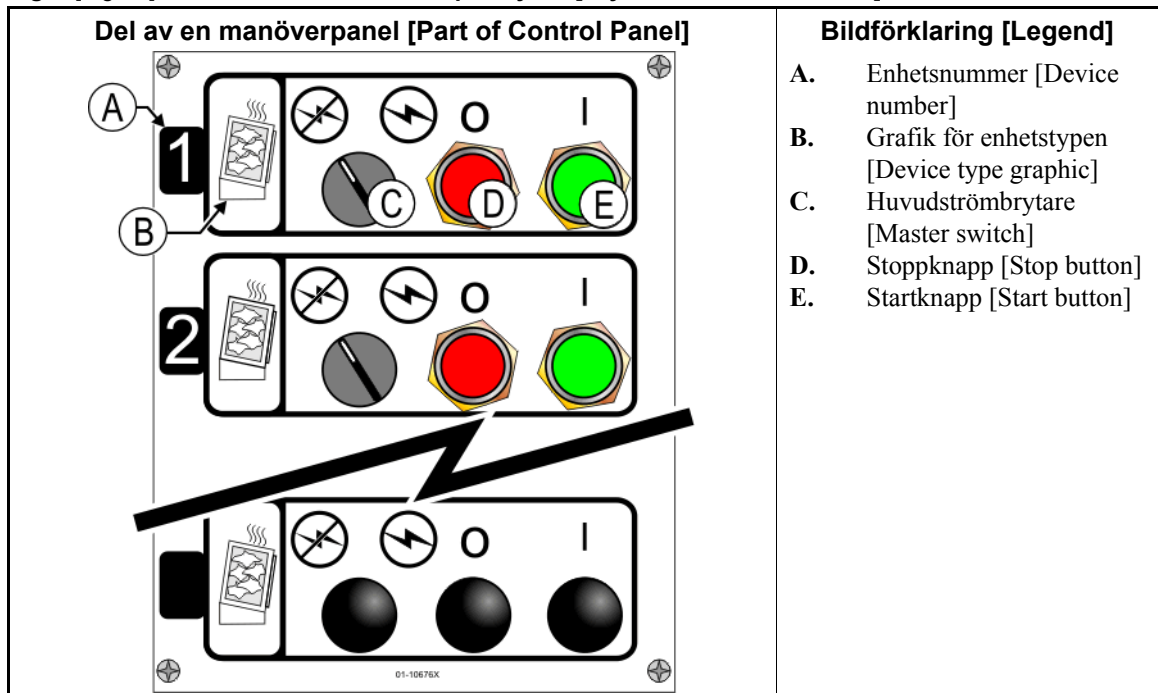 Del av en manöverpanel [Part of Control Panel]
A
1
B
O I
C D E
2
O I
O I
01-10676X
Bildförklaring [Legend]
A. Enhetsnummer [Device
number]
B. Grafik för enhetstypen
[Device type graphic]
C. Huvudströmbrytare
[Master switch]
D. Stoppknapp [Stop button]
E. Startknapp [Start button]